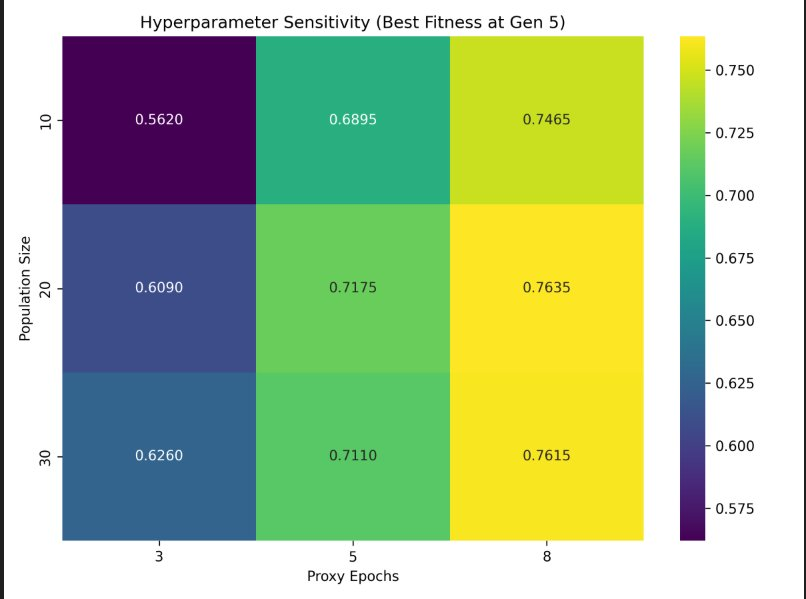 Hyperparameter Sensitivity (Best Fitness at Gen 5)
Population Size
10
0.5620 0.6895 0.7465
20
0.6090 0.7175 0.7635
30
0.6260 0.7110 0.7615
3 5 8
Proxy Epochs
0.750
0.725
0.700
0.675
0.650
0.625
0.600
0.575